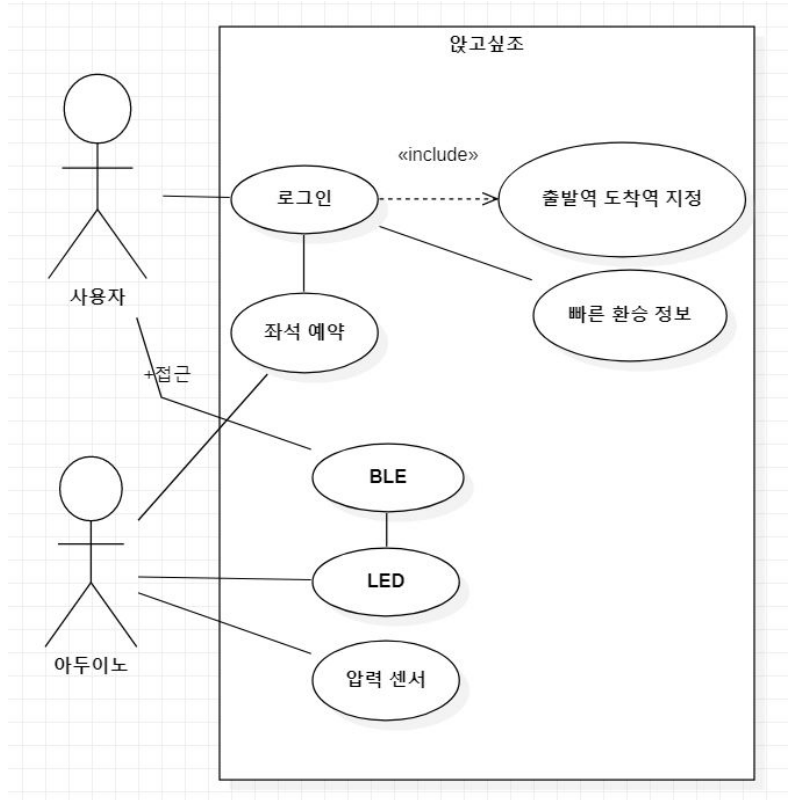 앉고싶조
«include»
로그인
출발역 도착역 지정
사용자
빠른 환승 정보
좌석 예약
+접근
BLE
LED
아두이노
압력 센서